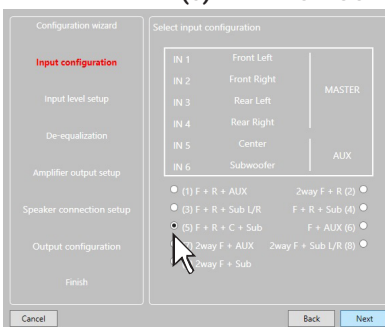 Configuration wizard
Input configuration
Input level setup
De-equalization
Amplifier output setup
Speaker connection setup
Output configuration
Finish
Cancel
Select input configuration
IN 1 Front Left
IN 2 Front Right
IN 3 Rear Left
IN 4 Rear Right
MASTER
IN 5 Center
IN 6 Subwoofer
AUX
(1) F + R + AUX 2way F + R (2)
(3) F + R + Sub L/R F + R + Sub (4)
(5) F + R + C + Sub F + AUX (6)
2way F + AUX 2way F + Sub L/R (8)
2way F + Sub
Back Next